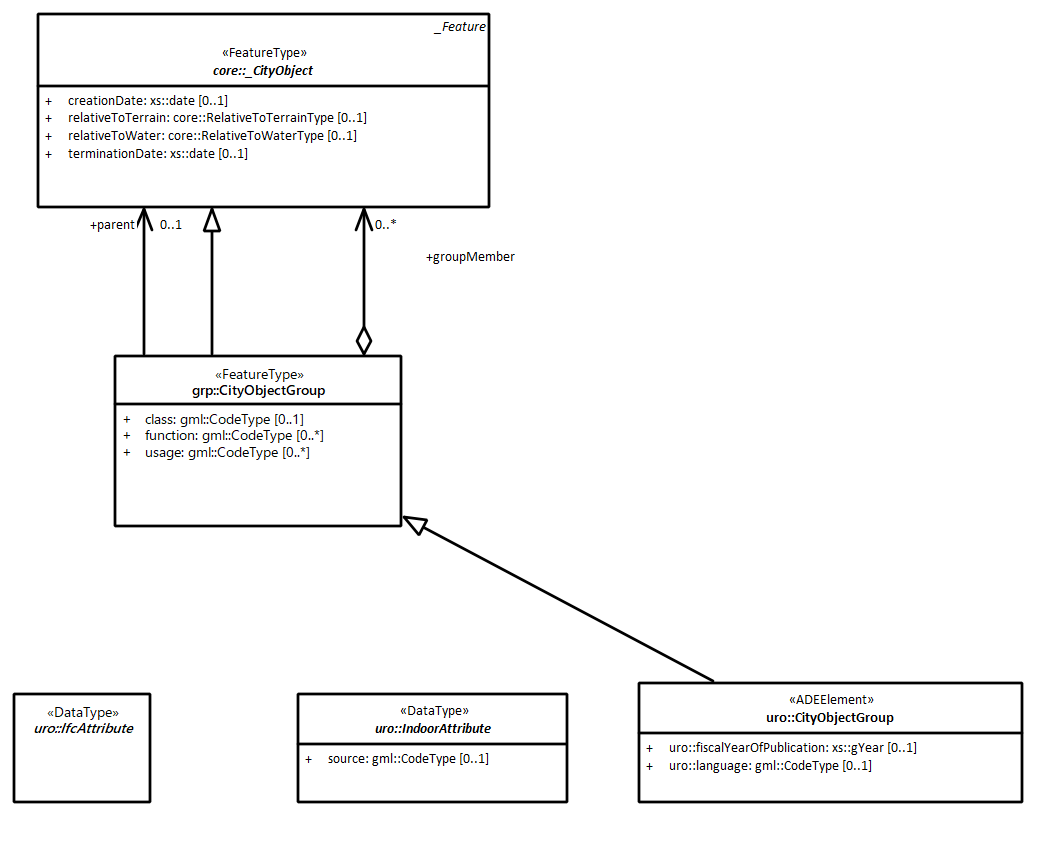 _Feature
«FeatureType»
core::_CityObject
+ creationDate: xs::date [0..1]
+ relativeToTerrain: core::RelativeToTerrainType [0..1]
+ relativeToWater: core::RelativeToWaterType [0..1]
+ terminationDate: xs::date [0..1]
+parent 0..1 0..*
+groupMember
«FeatureType»
grp::CityObjectGroup
+ class: gml::CodeType [0..1]
+ function: gml::CodeType [0..*]
+ usage: gml::CodeType [0..*]
«DataType»
uro::IfcAttribute
«DataType»
uro::IndoorAttribute
+ source: gml::CodeType [0..1]
«ADEElement»
uro::CityObjectGroup
+ uro::fiscalYearOfPublication: xs::gYear [0..1]
+ uro::language: gml::CodeType [0..1]